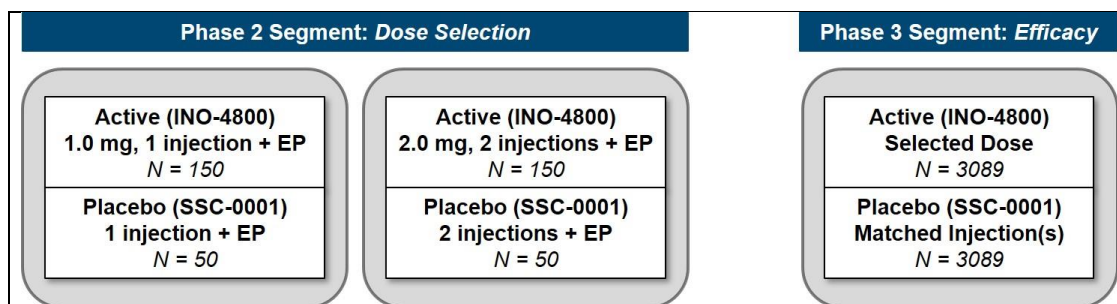 Phase 2 Segment: Dose Selection
Active (INO-4800)
1.0 mg, 1 injection + EP
N = 150
Placebo (SSC-0001)
1 injection + EP
N = 50
Active (INO-4800)
2.0 mg, 2 injections + EP
N = 150
Placebo (SSC-0001)
2 injections + EP
N = 50
Phase 3 Segment: Efficacy
Active (INO-4800)
Selected Dose
N = 3089
Placebo (SSC-0001)
Matched Injection(s)
N = 3089